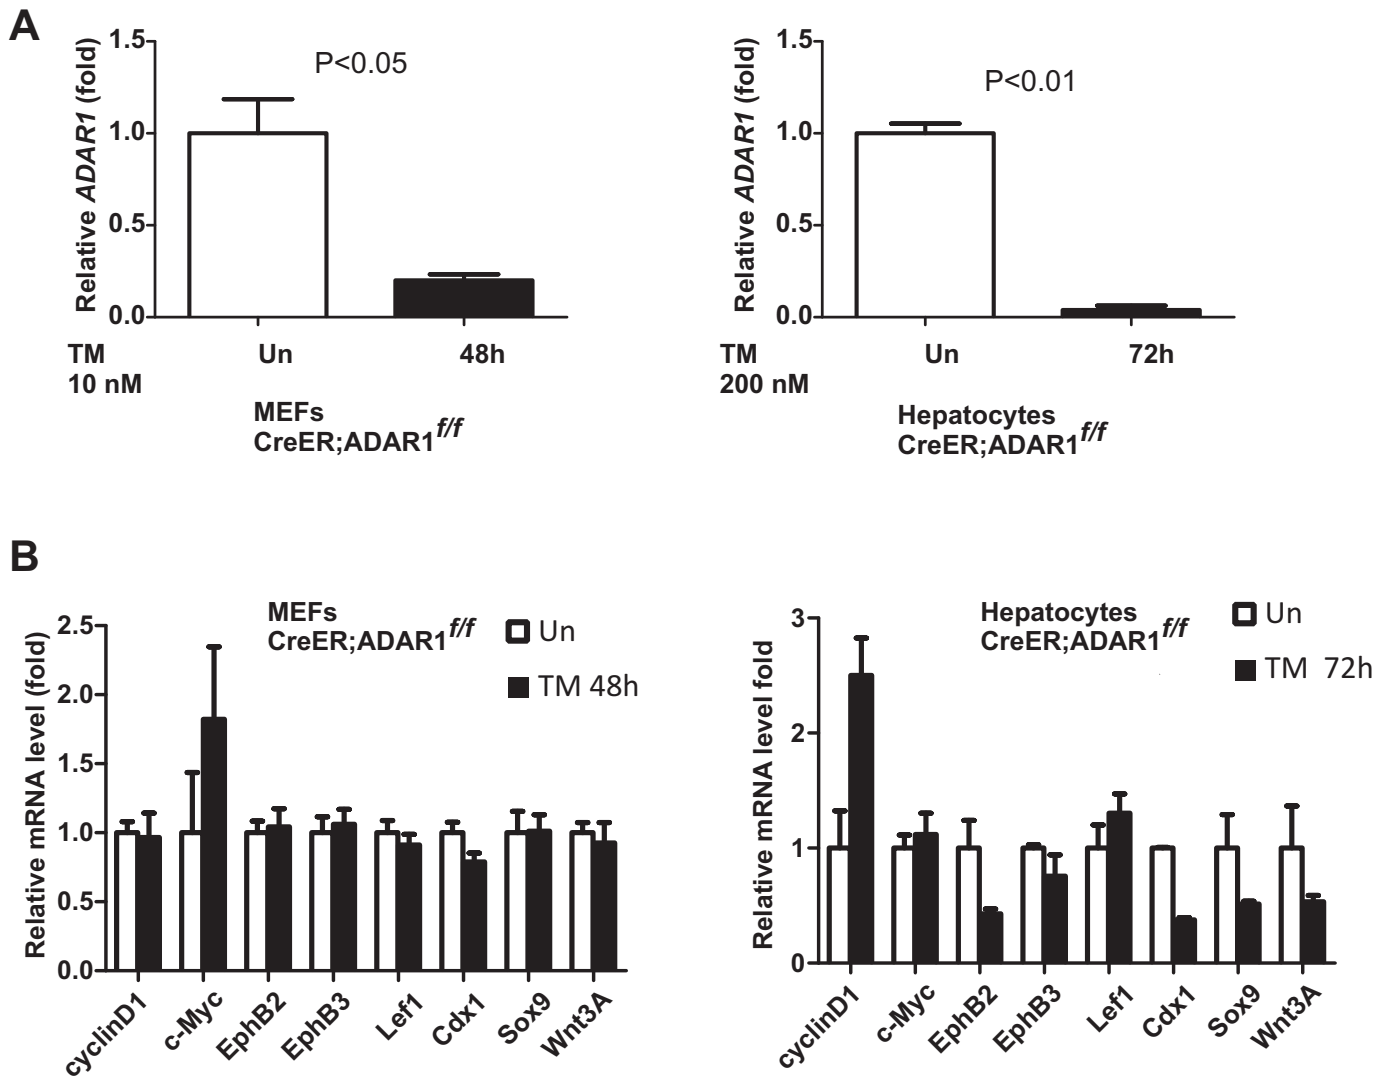 A
Relative ADAR1 (fold)
1.5
1.0
0.5
0.0
P<0.05
TM
10 nM
Un
48h
MEFs
CreER;ADAR1f/f
Relative ADAR1 (fold)
1.5
1.0
0.5
0.0
P<0.01
TM
200 nM
Un
72h
Hepatocytes
CreER;ADAR1f/f
B
Relative mRNA level (fold)
2.5
2.0
1.5
1.0
0.5
0.0
MEFs
CreER;ADAR1f/f
Un
TM 48h
cyclinD1
c-Myc
EphB2
EphB3
Lef1
Cdx1
Sox9
Wnt3A
Relative mRNA level fold
3
2
1
0
Hepatocytes
CreER;ADAR1f/f
Un
TM 72h
cyclinD1
c-Myc
EphB2
EphB3
Lef1
Cdx1
Sox9
Wnt3A